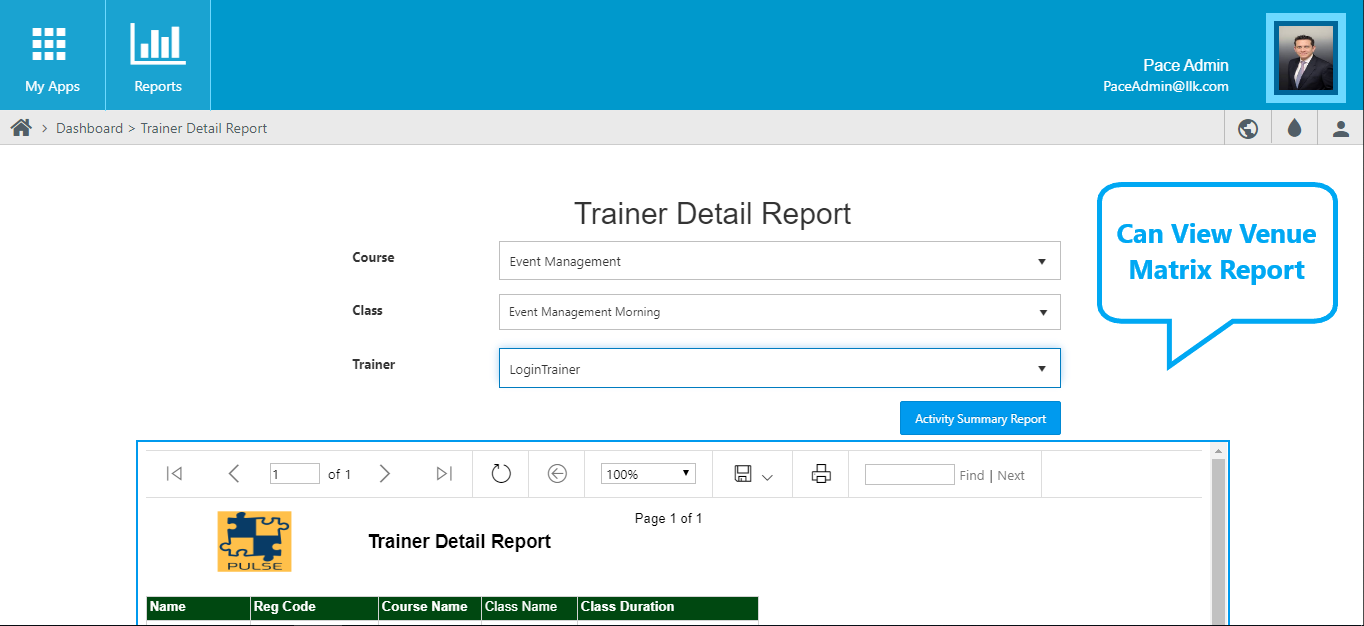 My Apps
Reports
Pace Admin
PaceAdmin@llk.com
> Dashboard > Trainer Detail Report
Trainer Detail Report
Can View Venue
Matrix Report
Course
Event Management
Class
Event Management Morning
Trainer
LoginTrainer
Activity Summary Report
1 of 1
100%
Find | Next
Page 1 of 1
Trainer Detail Report
PULSE
Name Reg Code Course Name Class Name Class Duration